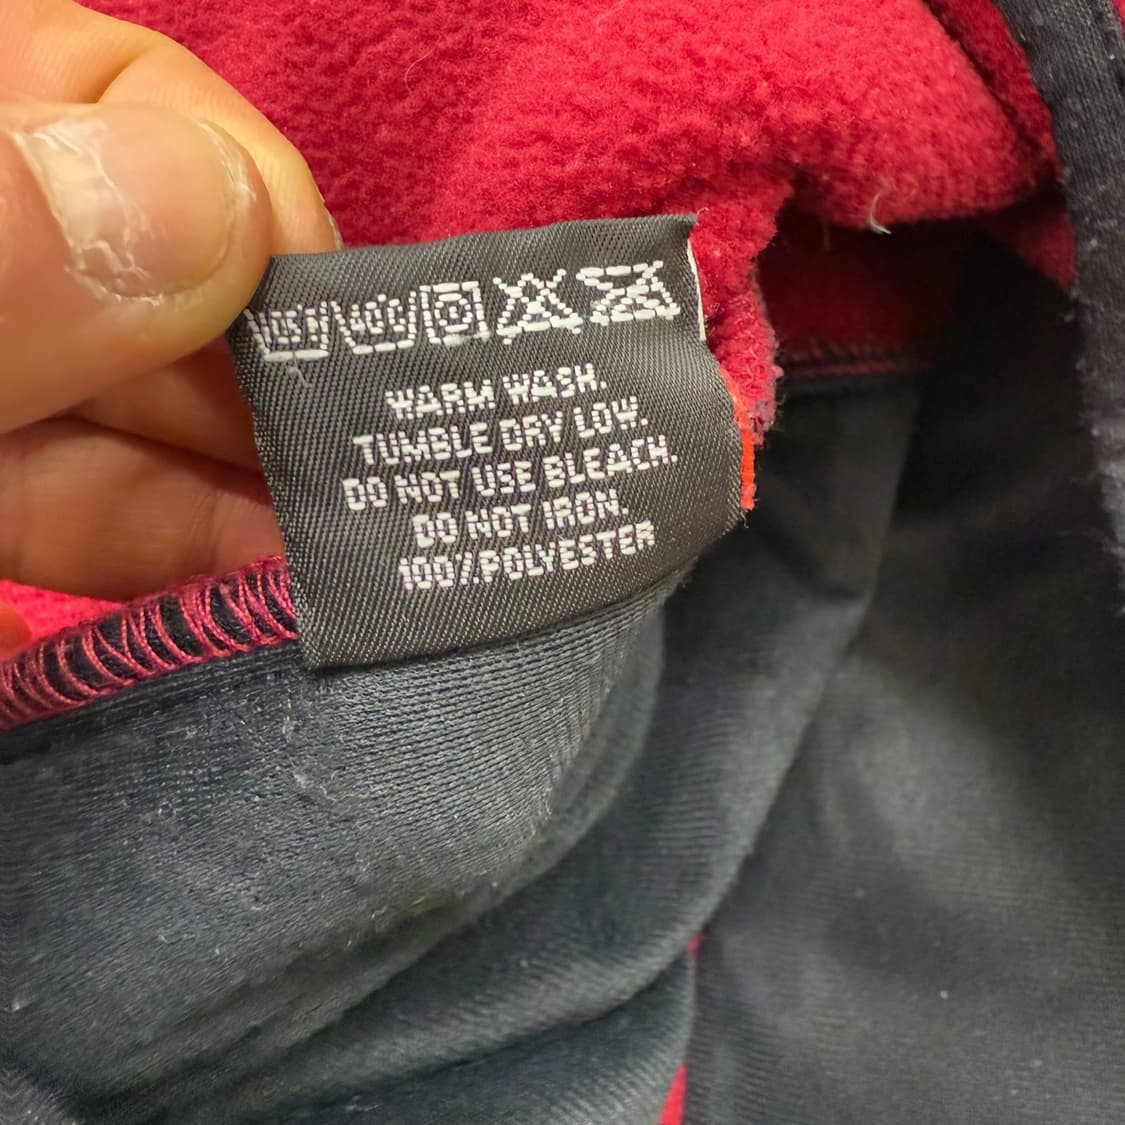 WARM WASH.
TUMBLE DRY LOW.
DO NOT USE BLEACH.
DO NOT IRON.
100%POLYESTER